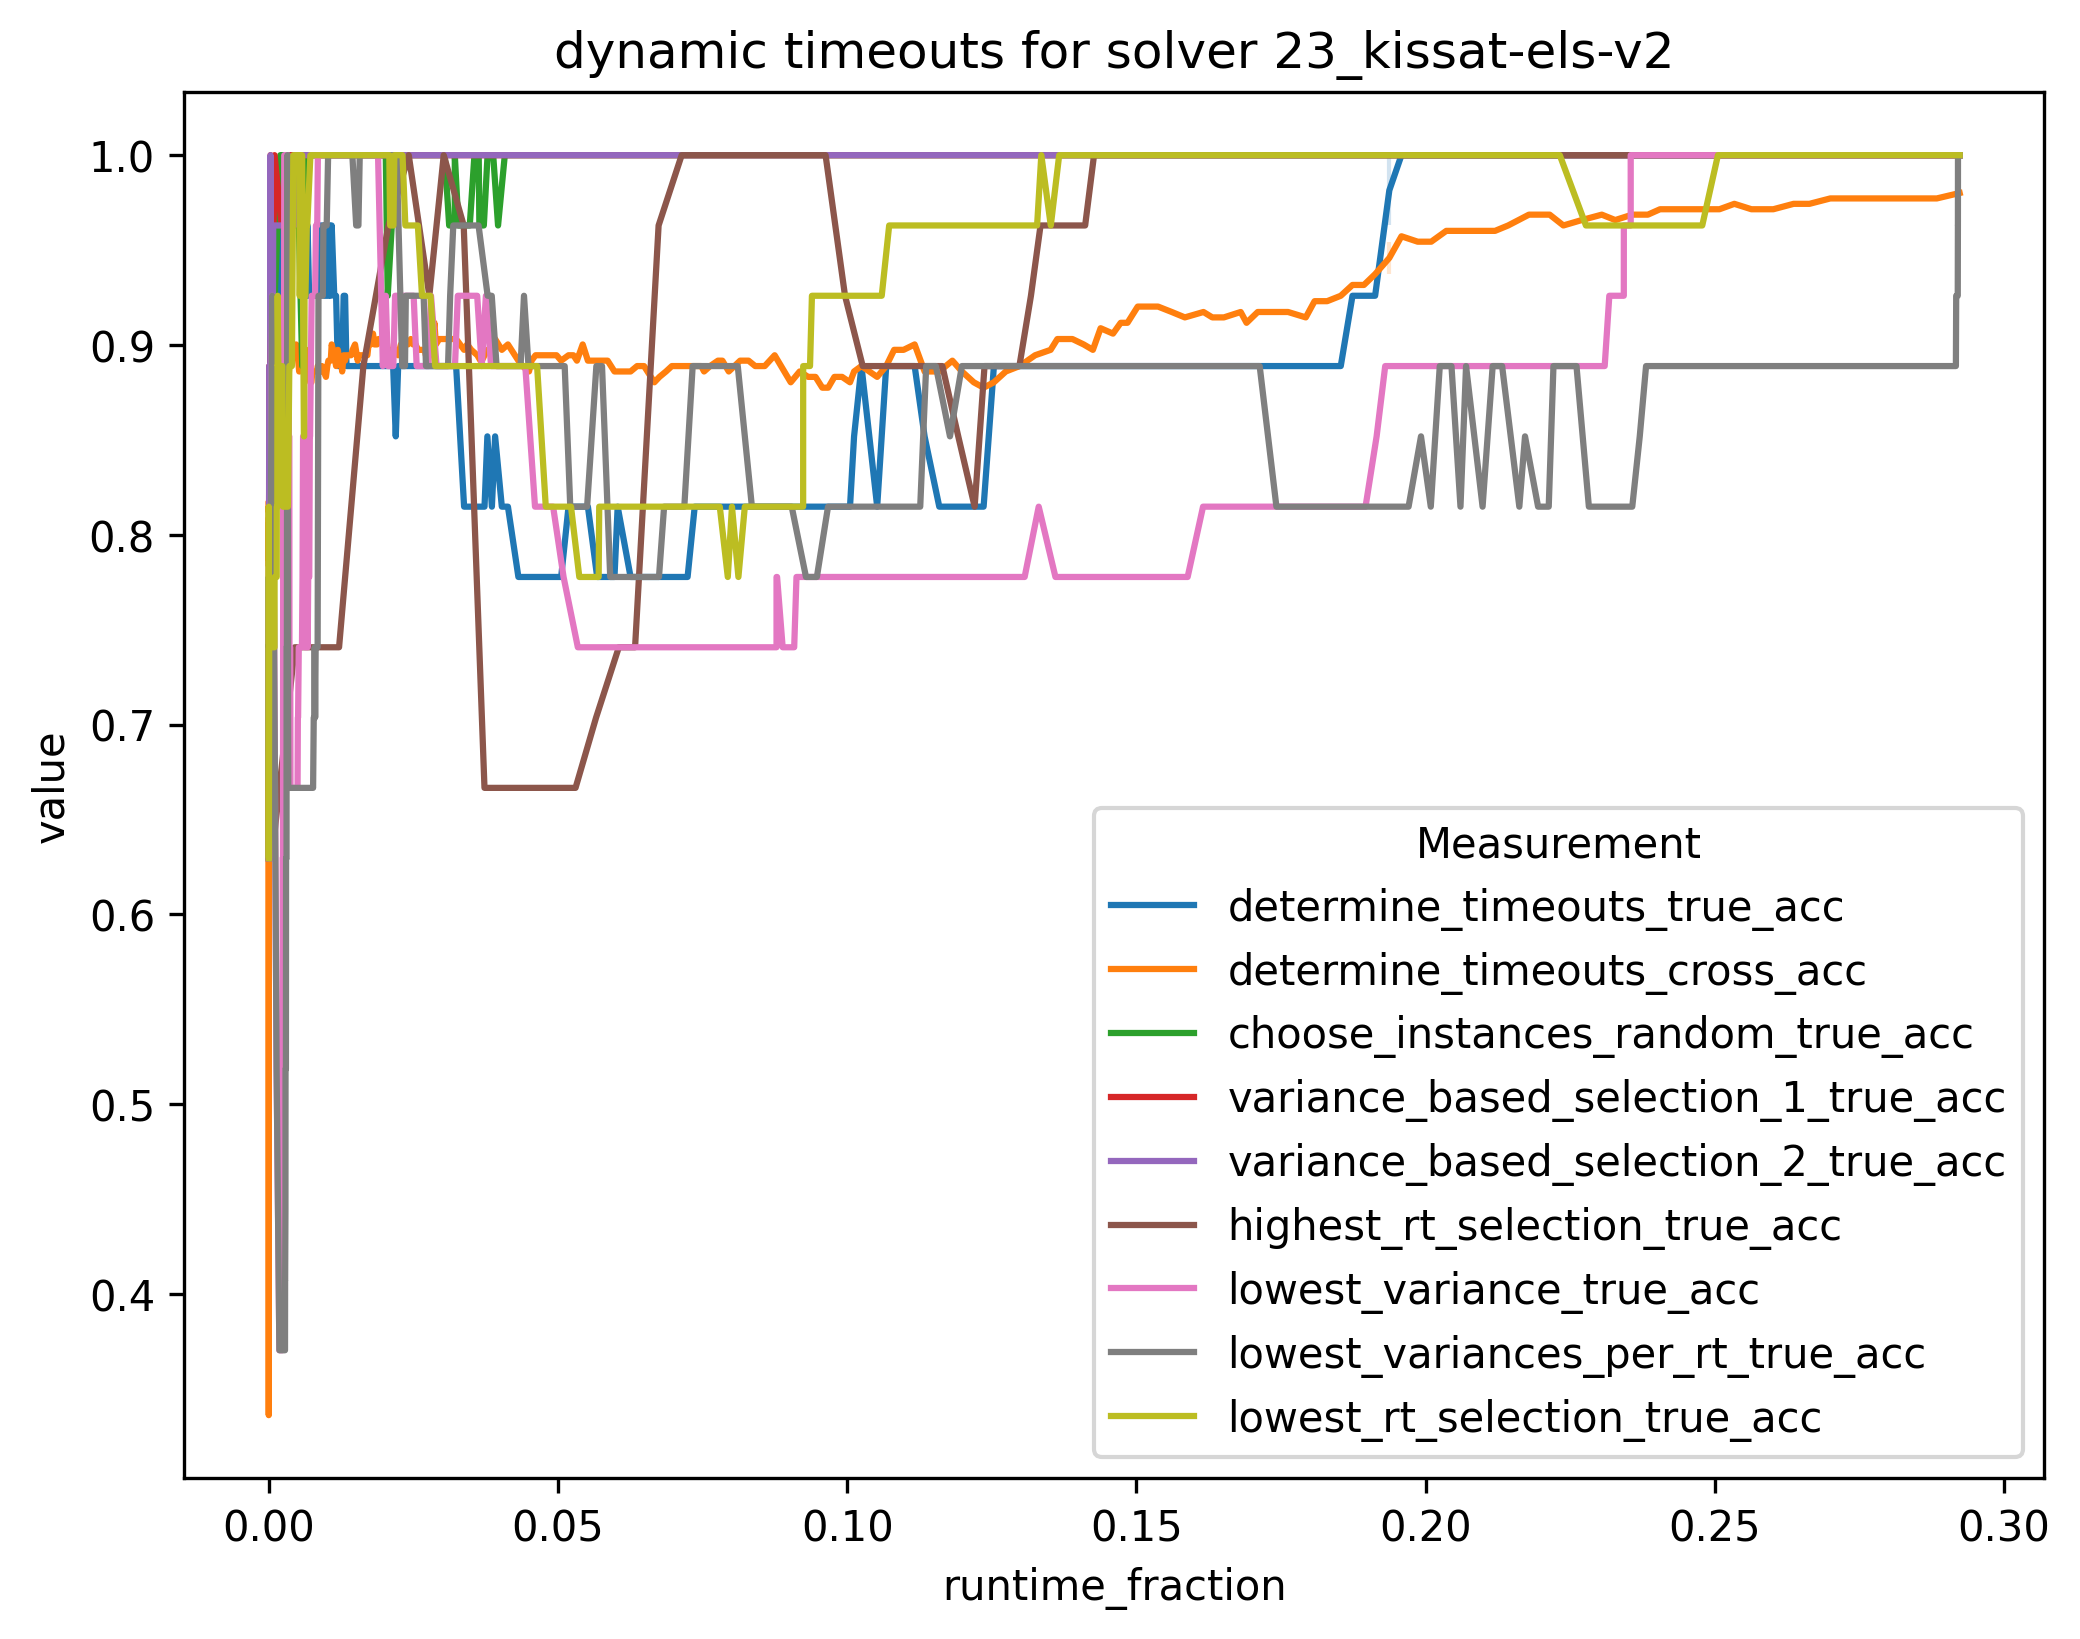 dynamic timeouts for solver 23_kissat-els-v2
1.0
0.9
0.8
0.7
0.6
0.5
0.4
value
0.00
0.05
0.10
0.15
0.20
0.25
0.30
runtime_fraction
Measurement
determine_timeouts_true_acc
determine_timeouts_cross_acc
choose_instances_random_true_acc
variance_based_selection_1_true_acc
variance_based_selection_2_true_acc
highest_rt_selection_true_acc
lowest_variance_true_acc
lowest_variances_per_rt_true_acc
lowest_rt_selection_true_acc